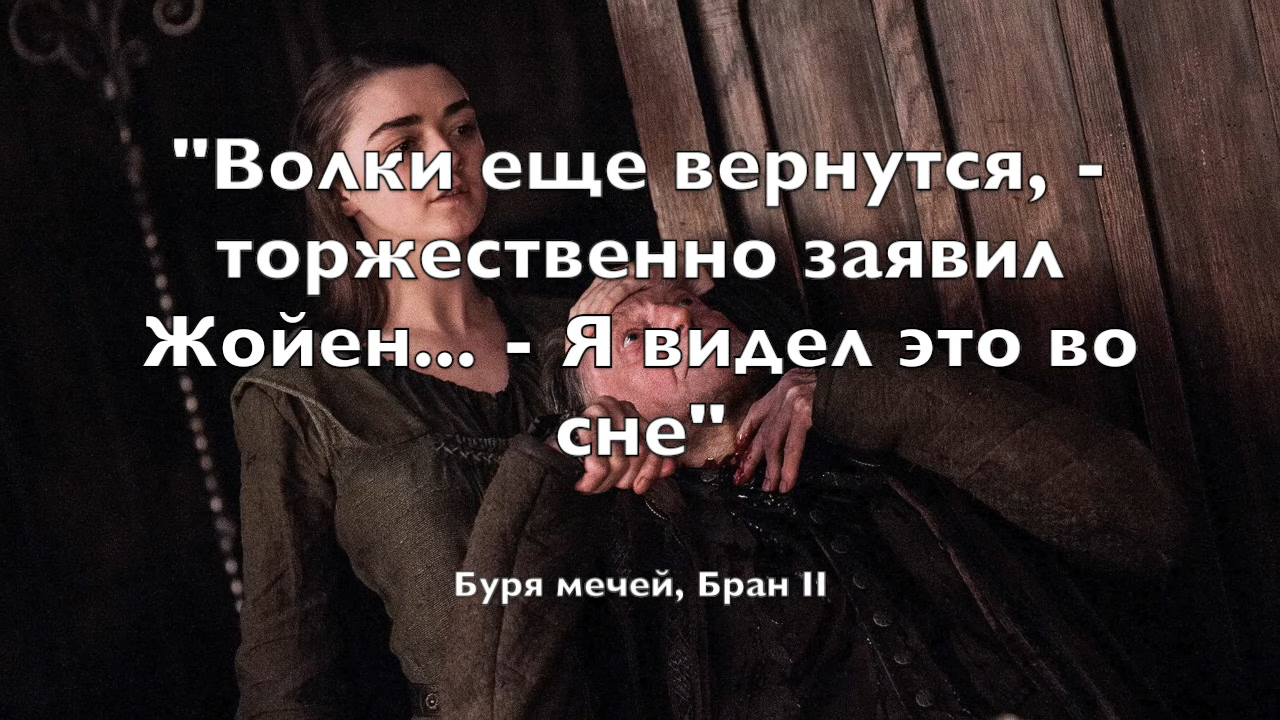 "Волки еще вернутся, -
торжественно заявил
Жойен... - Я видел это во
сне"
Буря мечей, Бран II